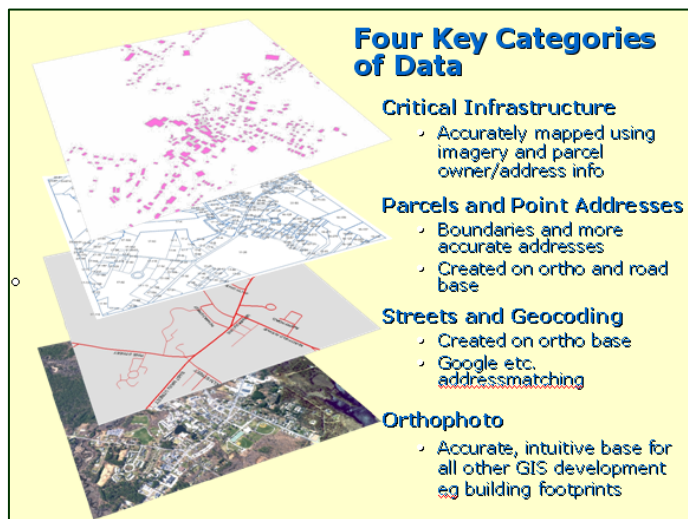 Four Key Categories
of Data
Critical Infrastructure
• Accurately mapped using
imagery and parcel
owner/address info
Parcels and Point Addresses
• Boundaries and more
accurate addresses
• Created on ortho and road
base
Streets and Geocoding
• Created on ortho base
• Google etc.
addressmatching
Orthophoto
• Accurate, intuitive base for
all other GIS development
eg building footprints